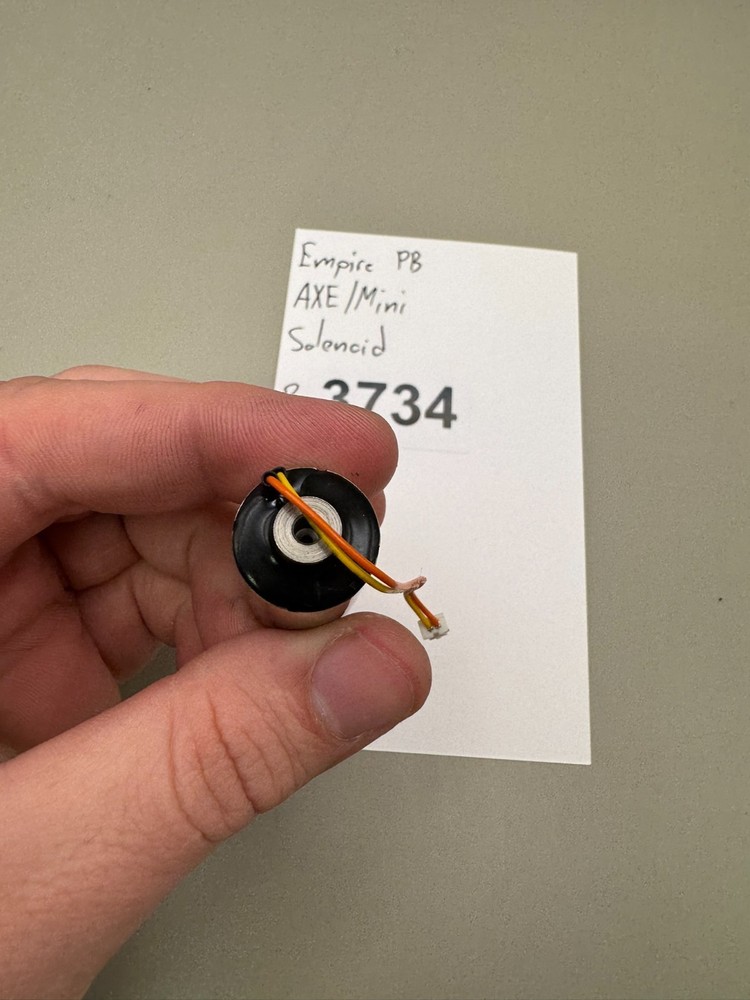 Empire PB
AXE/Mini
Solenoid
3734